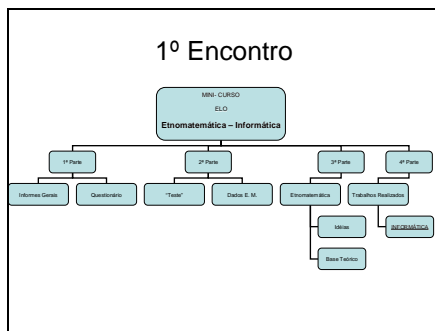 1º Encontro
MINI- CURSO
ELO
Etnomatemática – Informática
1ª Parte
2ª Parte
3ª Parte
4ª Parte
Informes Gerais
Questionário
"Teste"
Dados E. M.
Etnomatemática
Trabalhos Realizados
Idéias
INFORMÁTICA
Base Teórico